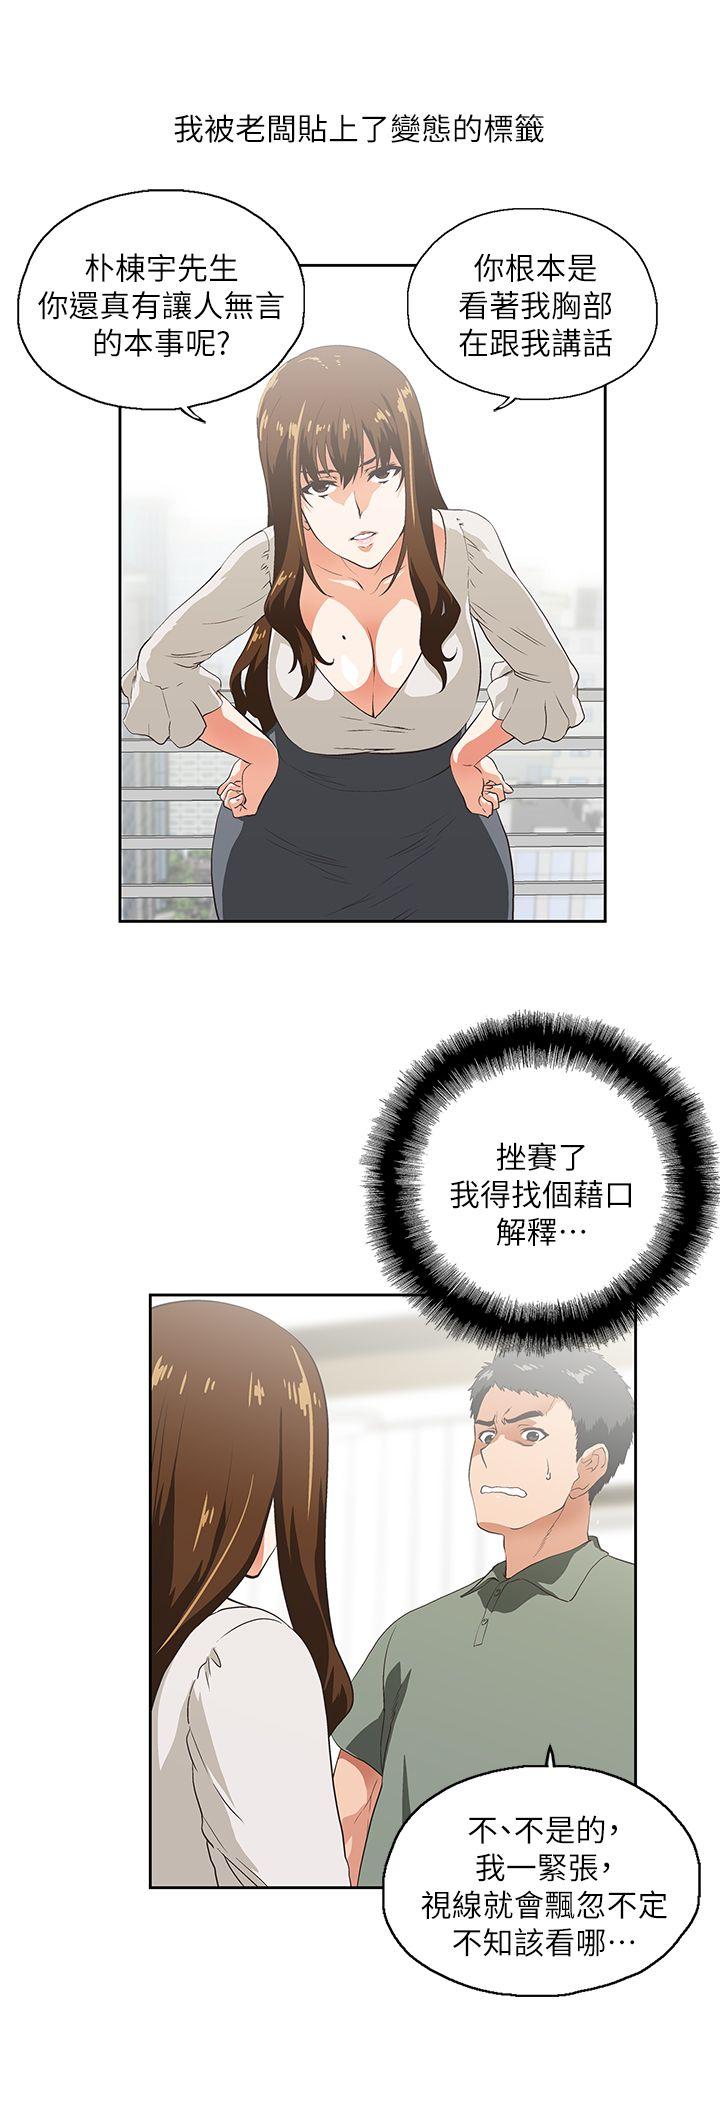 我被老闆貼上了變態的標籤
朴棟宇先生
你還真有讓人無言
的本事呢?
你根本是
看著我胸部
在跟我講話
挫賽了
我得找個藉口
解釋…
不、不是的,
我一緊張,
視線就會飄忽不定
不知該看哪…